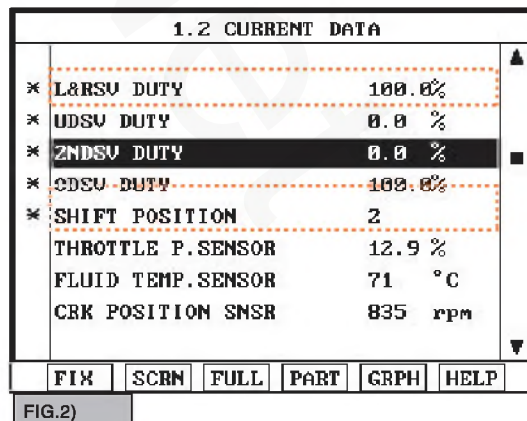 1.2 CURRENT DATA
* L&RSV DUTY 100.0%
* UDSV DUTY 0.0 %
* 2NDSV DUTY 0.0 %
* ODSV DUTY 100.0%
* SHIFT POSITION 2
THROTTLE P.SENSOR 12.9 %
FLUID TEMP.SENSOR 71 °C
CRK POSITION SNSR 835 rpm
FIX SCRN FULL PART GRPH HELP
FIG.2)